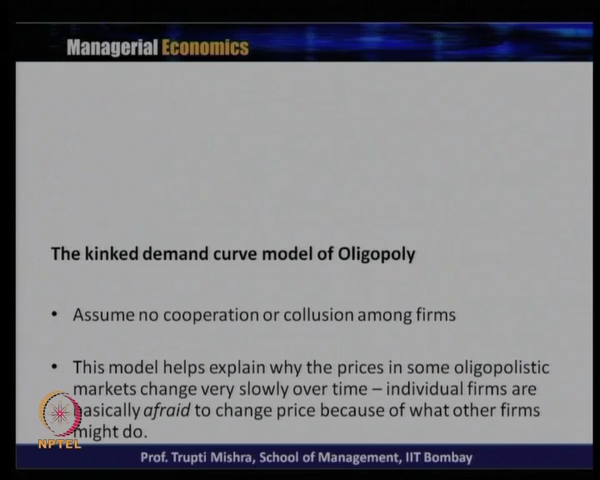 Managerial Economics
The kinked demand curve model of Oligopoly
• Assume no cooperation or collusion among firms
• This model helps explain why the prices in some oligopolistic
markets change very slowly over time – individual firms are
basically afraid to change price because of what other firms
might do.
NPTEL
Prof. Trupti Mishra, School of Management, IIT Bombay